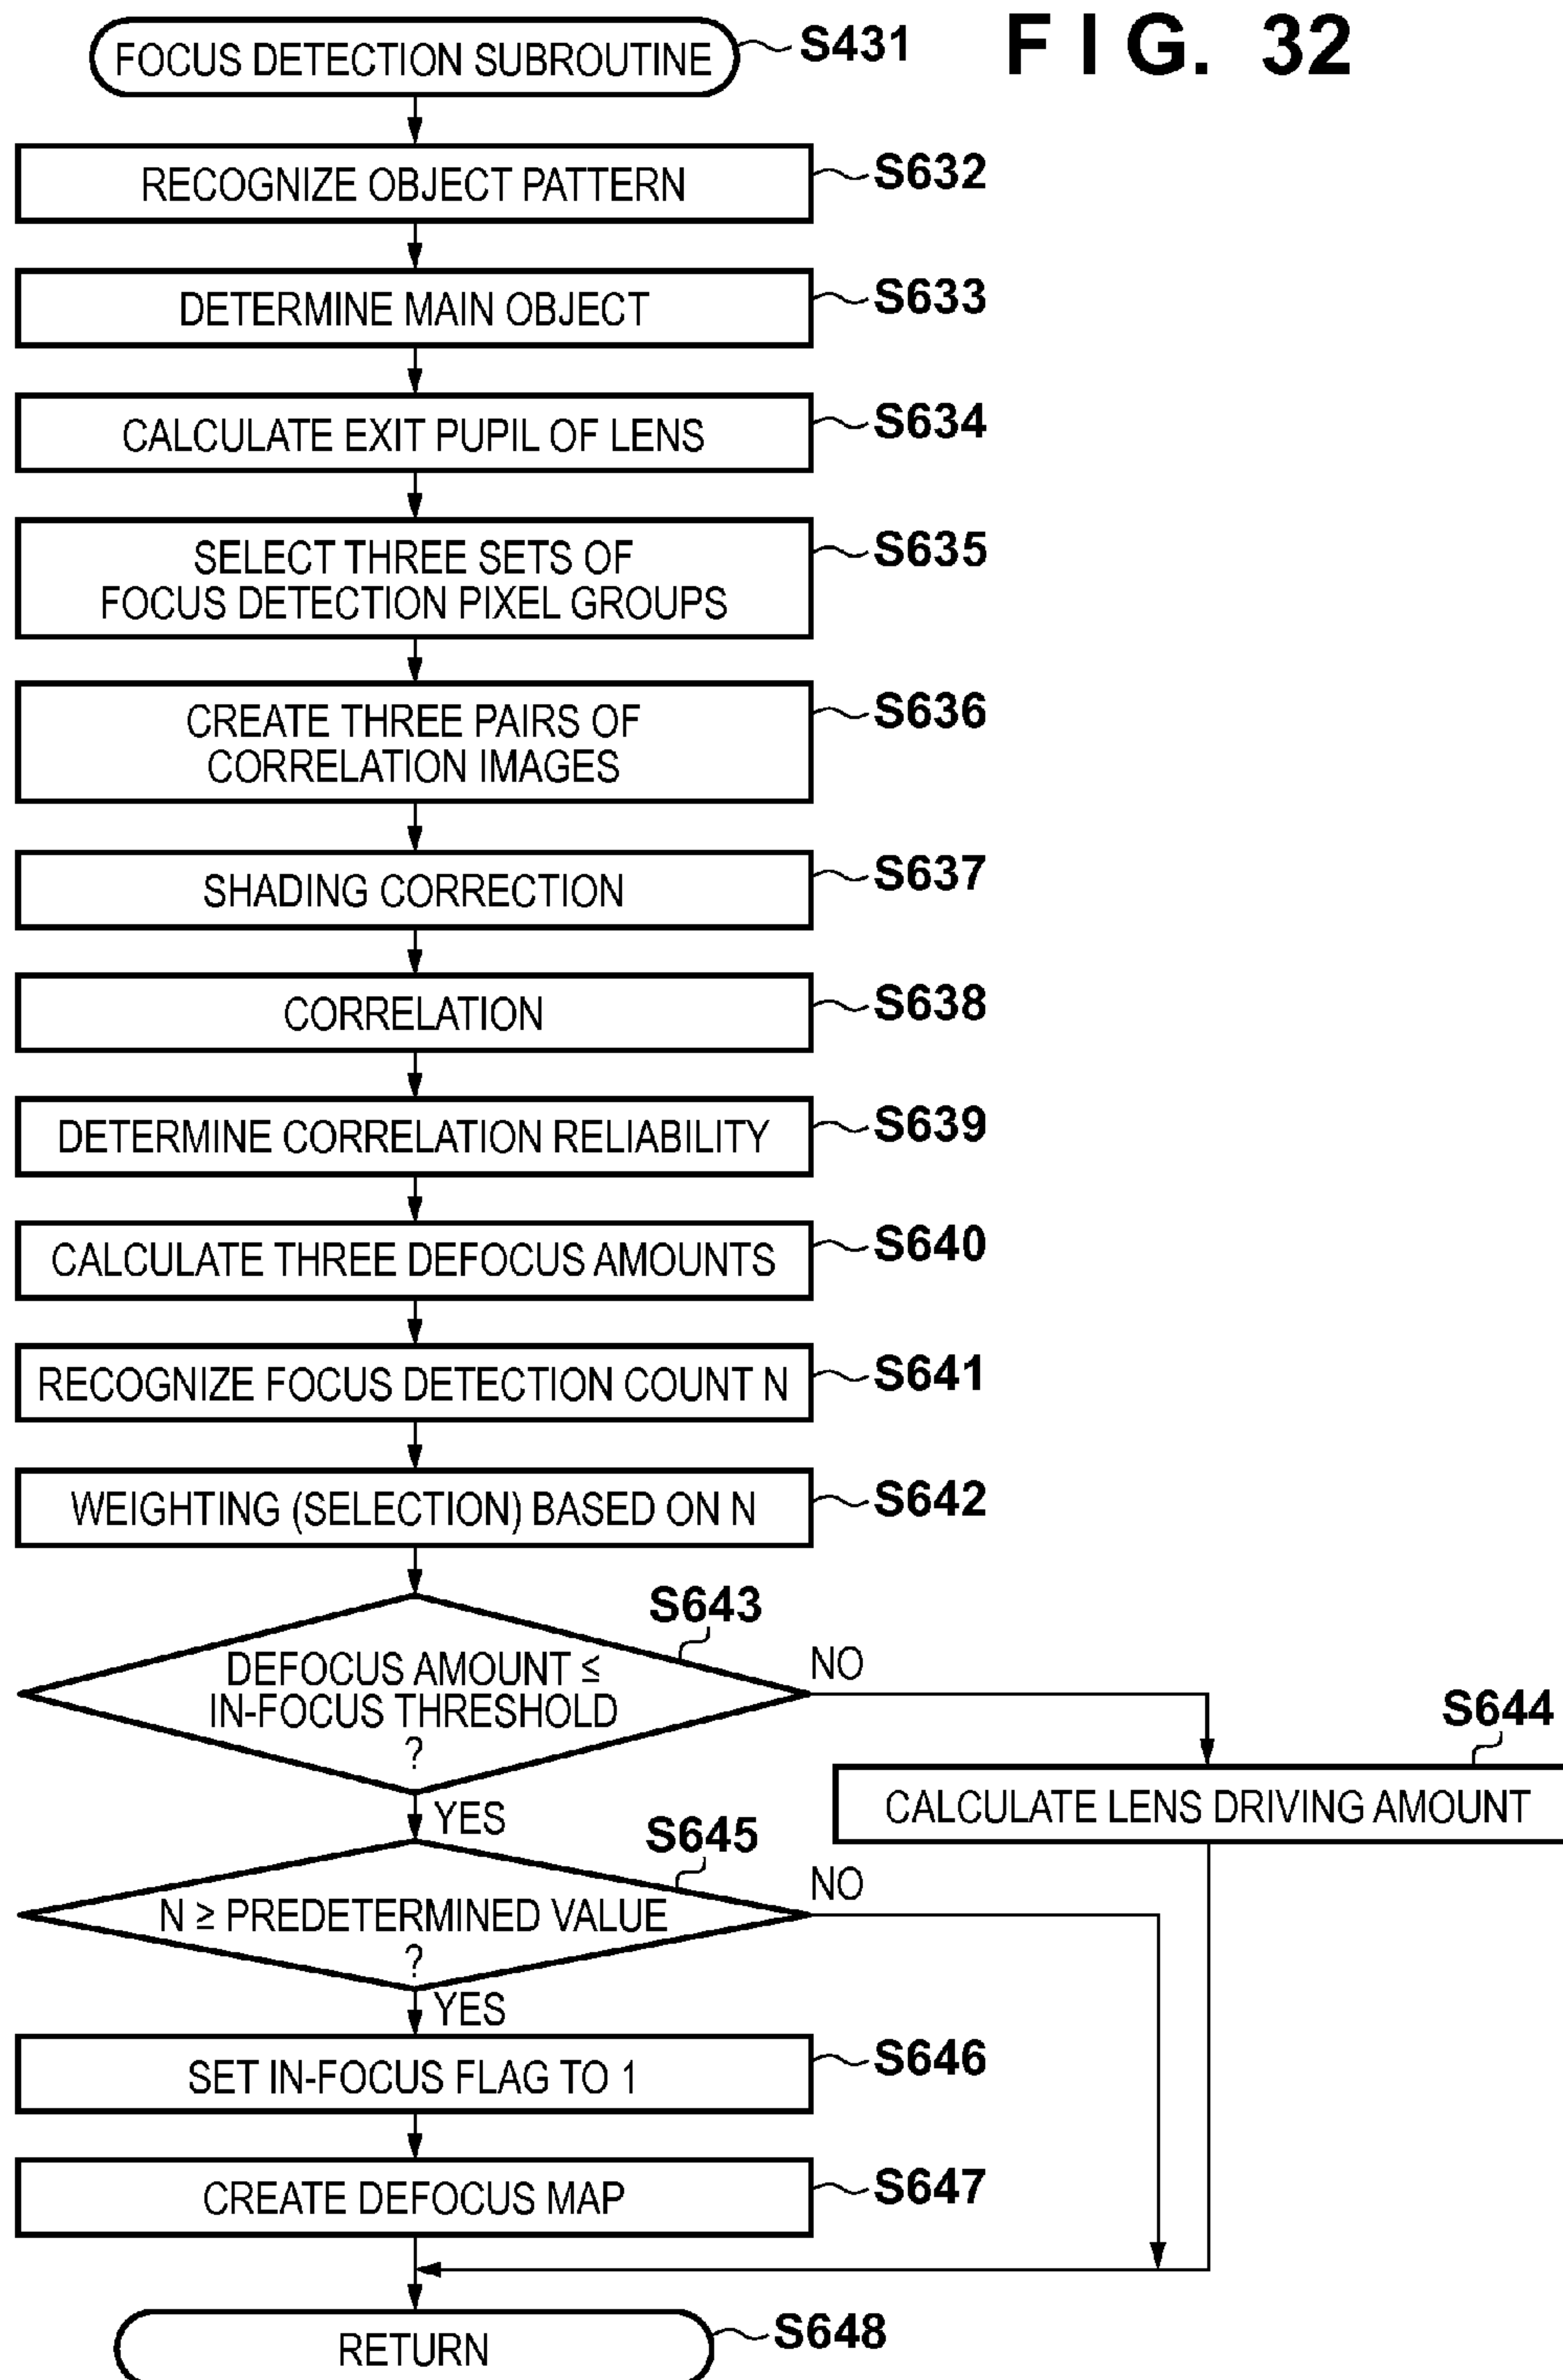 FIG. 32
FOCUS DETECTION SUBROUTINE
S431
RECOGNIZE OBJECT PATTERN
S632
DETERMINE MAIN OBJECT
S633
CALCULATE EXIT PUPIL OF LENS
S634
SELECT THREE SETS OF
FOCUS DETECTION PIXEL GROUPS
S635
CREATE THREE PAIRS OF
CORRELATION IMAGES
S636
SHADING CORRECTION
S637
CORRELATION
S638
DETERMINE CORRELATION RELIABILITY
S639
CALCULATE THREE DEFOCUS AMOUNTS
S640
RECOGNIZE FOCUS DETECTION COUNT N
S641
WEIGHTING (SELECTION) BASED ON N
S642
S643
DEFOCUS AMOUNT ≤
IN-FOCUS THRESHOLD
?
NO
S644
CALCULATE LENS DRIVING AMOUNT
YES
S645
N ≥ PREDETERMINED VALUE
?
NO
YES
SET IN-FOCUS FLAG TO 1
S646
CREATE DEFOCUS MAP
S647
RETURN
S648